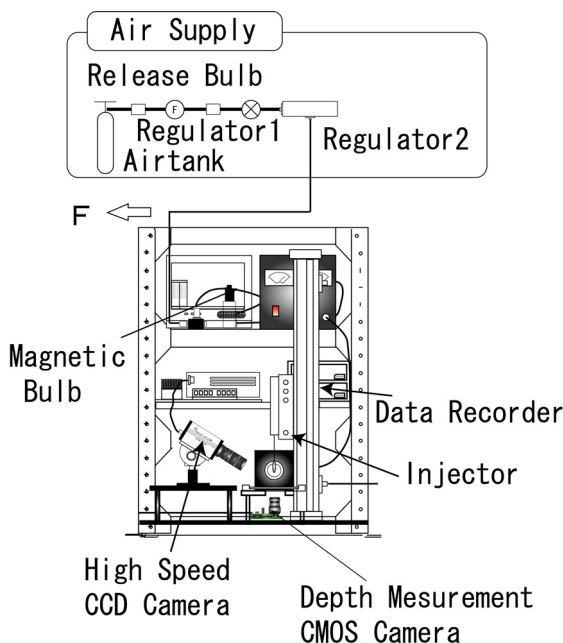 Air Supply
Release Bulb
F
Regulator1
Regulator2
Airtank
F
Magnetic
Bulb
Data Recorder
Injector
High Speed
CCD Camera
Depth Mesurement
CMOS Camera